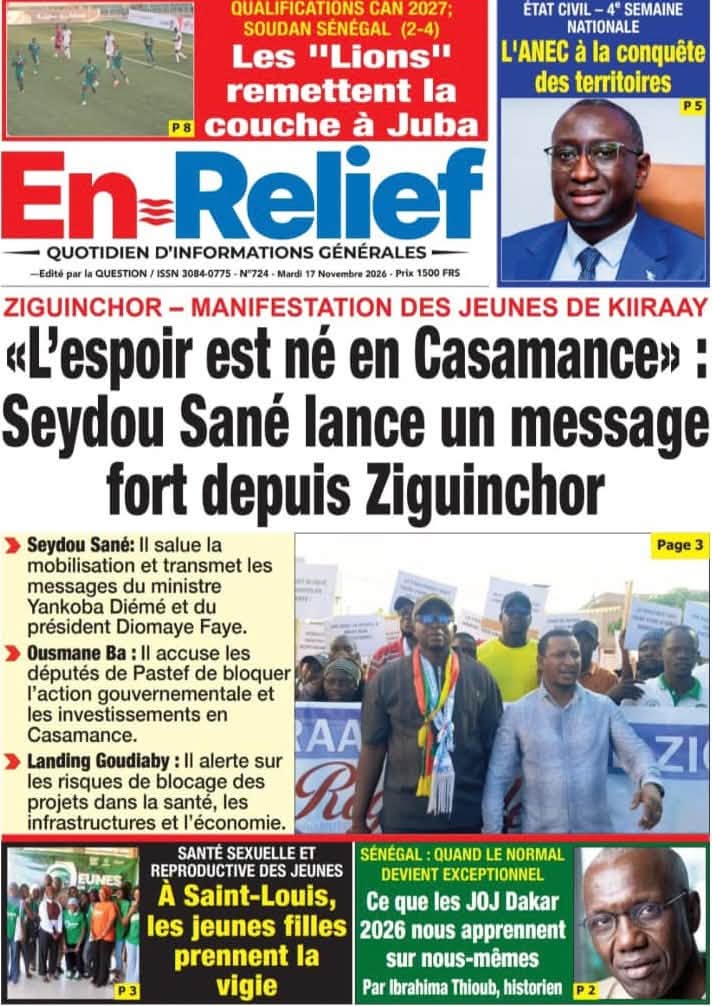 QUALIFICATIONS CAN 2027;
SOUDAN SÉNÉGAL (2-4)
Les "Lions"
remettent la
couche à Juba
P 8
ÉTAT CIVIL – 4e SEMAINE
NATIONALE
L'ANEC à la conquête
des territoires
P 5
En Relief
QUOTIDIEN D'INFORMATIONS GÉNÉRALES
—Edité par la QUESTION / ISSN 3084-0775 - N°724 - Mardi 17 Novembre 2026 - Prix 1500 FRS
ZIGUINCHOR – MANIFESTATION DES JEUNES DE KIIRAAY
«L'espoir est né en Casamance» :
Seydou Sané lance un message
fort depuis Ziguinchor
Seydou Sané: Il salue la
mobilisation et transmet les
messages du ministre
Yankoba Diémé et du
président Diomaye Faye.
Ousmane Ba : Il accuse les
députés de Pastef de bloquer
l'action gouvernementale et
les investissements en
Casamance.
Landing Goudiaby : Il alerte sur
les risques de blocage des
projets dans la santé, les
infrastructures et l'économie.
Page 3
RAA
ZIG
SANTÉ SEXUELLE ET
REPRODUCTIVE DES JEUNES
À Saint-Louis,
les jeunes filles
prennent la
vigie
EUNES
P 3
SÉNÉGAL : QUAND LE NORMAL
DEVIENT EXCEPTIONNEL
Ce que les JOJ Dakar
2026 nous apprennent
sur nous-mêmes
Par Ibrahima Thioub, historien
P 2